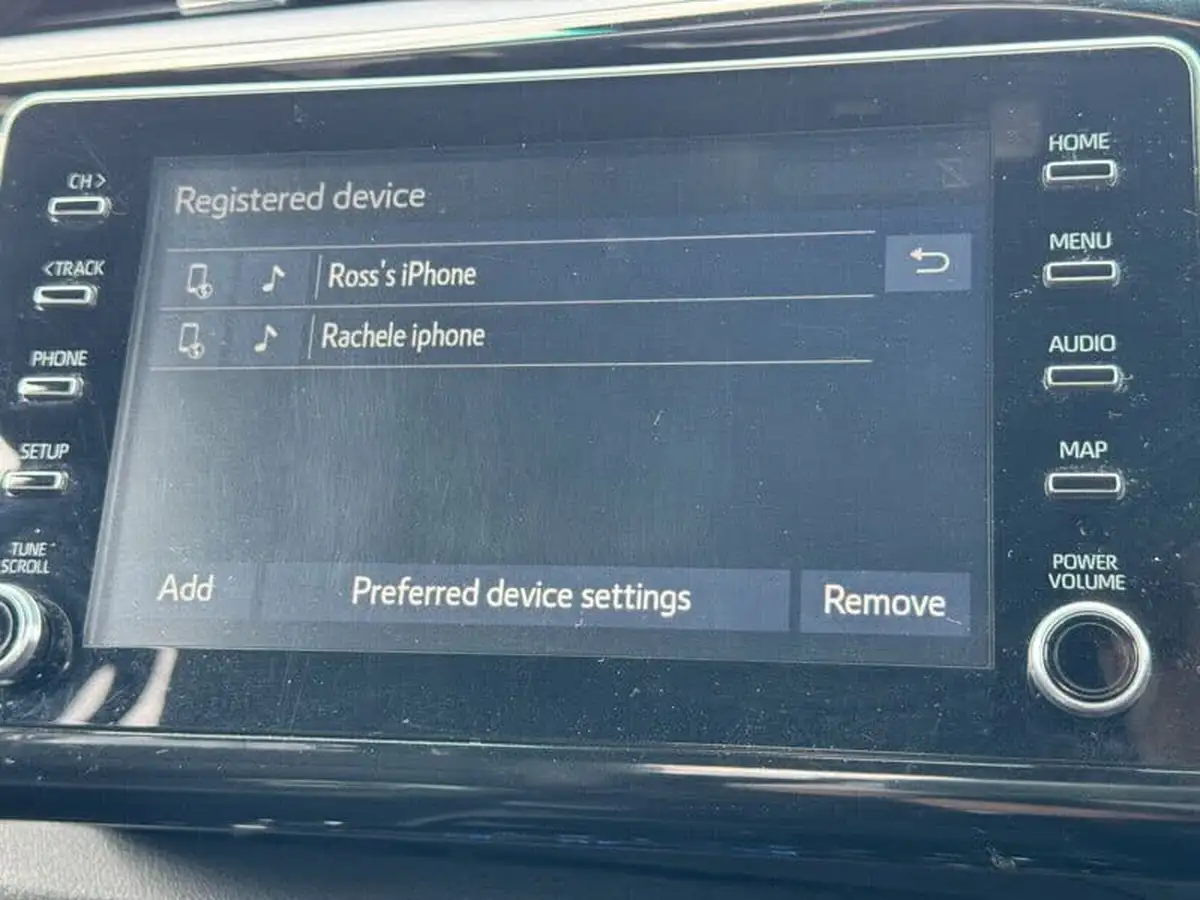 CH >
< TRACK
PHONE
SETUP
TUNE
SCROLL
Registered device
Ross's iPhone
Rachele iphone
Add
Preferred device settings
Remove
HOME
MENU
AUDIO
MAP
POWER
VOLUME